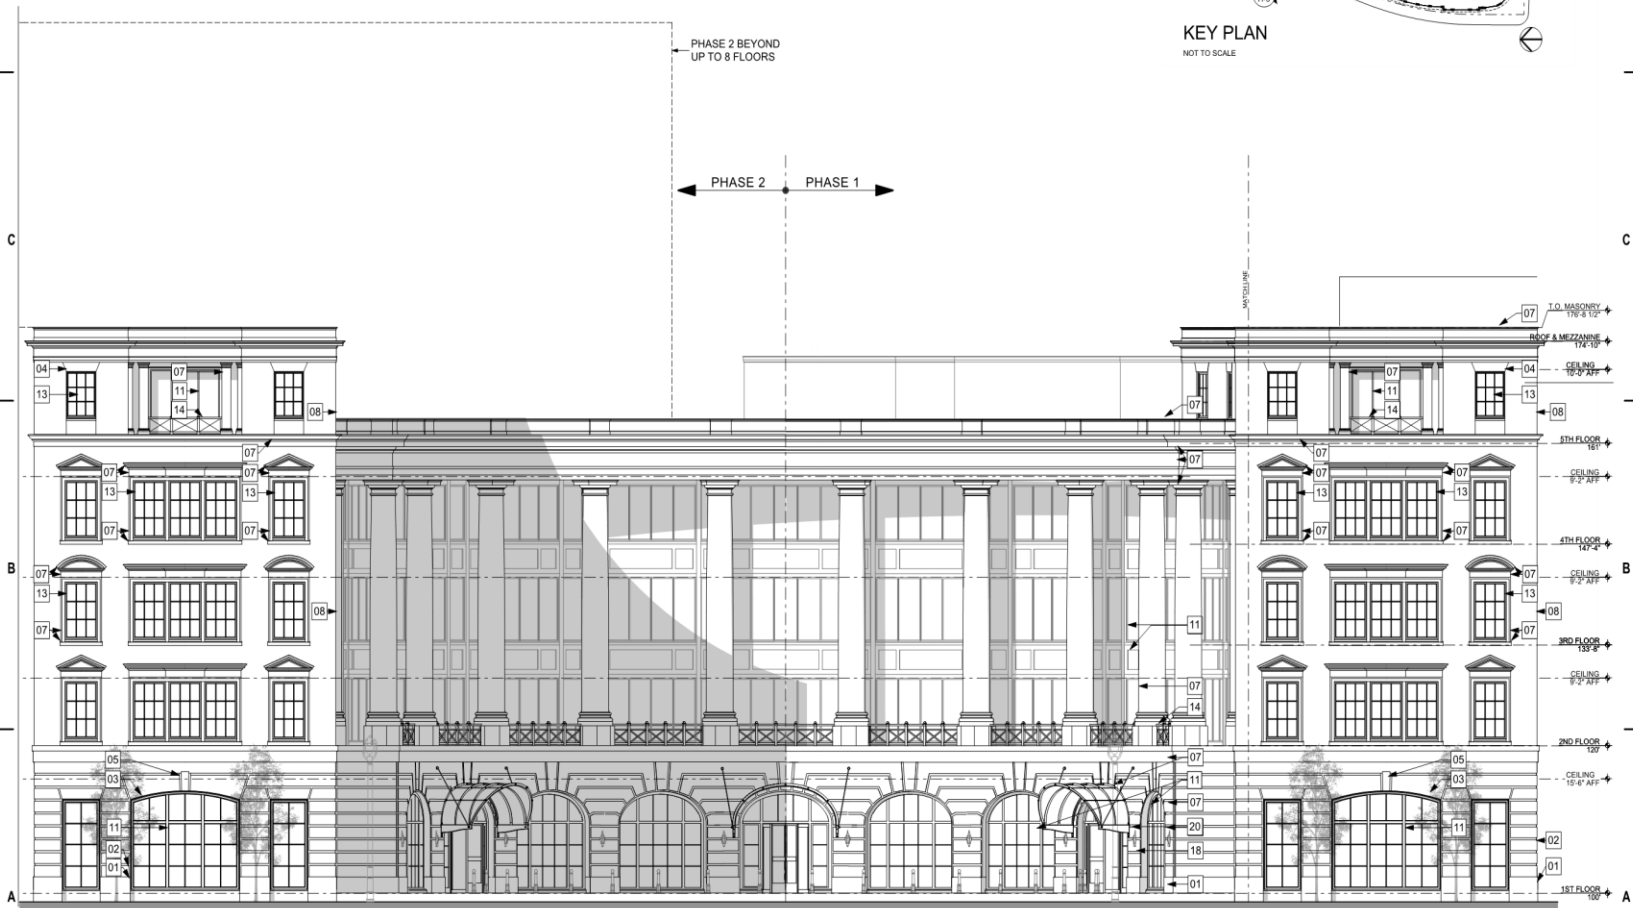 KEY PLAN
NOT TO SCALE
PHASE 2 BEYOND
UP TO 8 FLOORS
PHASE 2
PHASE 1
C
C
MATCH LINE
07
T.O. MASONRY
176'-8 1/2"
ROOF & MEZZANINE
174'-10"
04
07
07
04
CEILING
10'-0" AFF
13
11
11
13
14
08
07
14
08
07
07
5TH FLOOR
161'
07
07
07
07
07
CEILING
9'-2" AFF
13
13
13
13
07
07
07
07
4TH FLOOR
147'-4"
B
B
07
07
CEILING
9'-2" AFF
13
13
08
08
07
11
07
3RD FLOOR
133'-8"
07
CEILING
9'-2" AFF
14
2ND FLOOR
120'
05
07
05
03
11
03
CEILING
15'-6" AFF
07
11
20
11
02
18
02
01
01
01
1ST FLOOR
100'
A
A